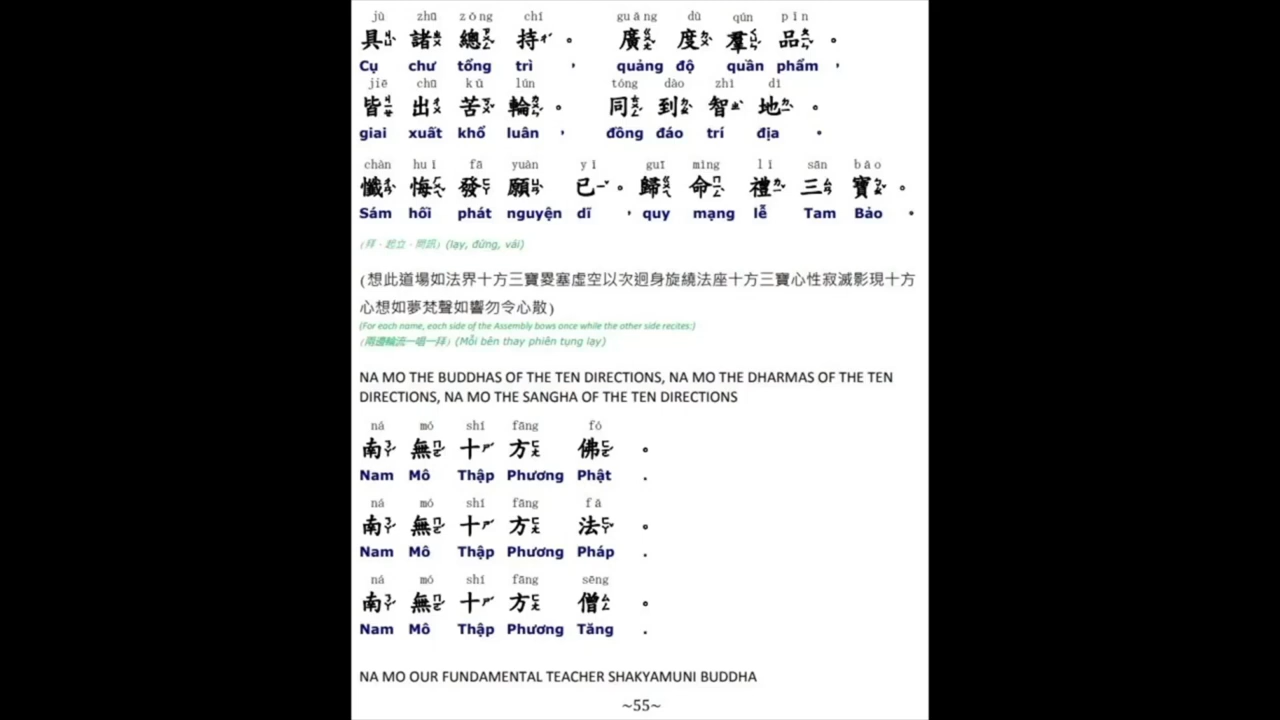 jù zhū zǒng chí guǎng dù qún pǐn
具 諸 總 持 。 廣 度 羣 品 。
Cụ chư tổng trì , quảng độ quần phẩm ,
jiē chū kǔ lún tóng dào zhì dì
皆 出 苦 輪 。 同 到 智 地 。
giai xuất khổ luân , đồng đáo trí địa 。
chàn huǐ fā yuàn yǐ guī mìng lǐ sān bǎo
懺 悔 發 願 已 。 歸 命 禮 三 寶 。
Sám hối phát nguyện dĩ , quy mạng lễ Tam Bảo 。
(拜‧起立‧問訊) (lạy, đứng, vái)
(想此道場如法界十方三寶畟塞虛空以次迥身旋繞法座十方三寶心性寂滅影現十方
心想如夢梵聲如響勿令心散)
(For each name, each side of the Assembly bows once while the other side recites:)
(兩邊輪流一唱一拜) (Mỗi bên thay phiên tụng lạy)
NA MO THE BUDDHAS OF THE TEN DIRECTIONS, NA MO THE DHARMAS OF THE TEN
DIRECTIONS, NA MO THE SANGHA OF THE TEN DIRECTIONS
ná mó shí fāng fó
南 無 十 方 佛 。
Nam Mô Thập Phương Phật .
ná mó shí fāng fǎ
南 無 十 方 法 。
Nam Mô Thập Phương Pháp .
ná mó shí fāng sēng
南 無 十 方 僧 。
Nam Mô Thập Phương Tăng .
NA MO OUR FUNDAMENTAL TEACHER SHAKYAMUNI BUDDHA
~55~